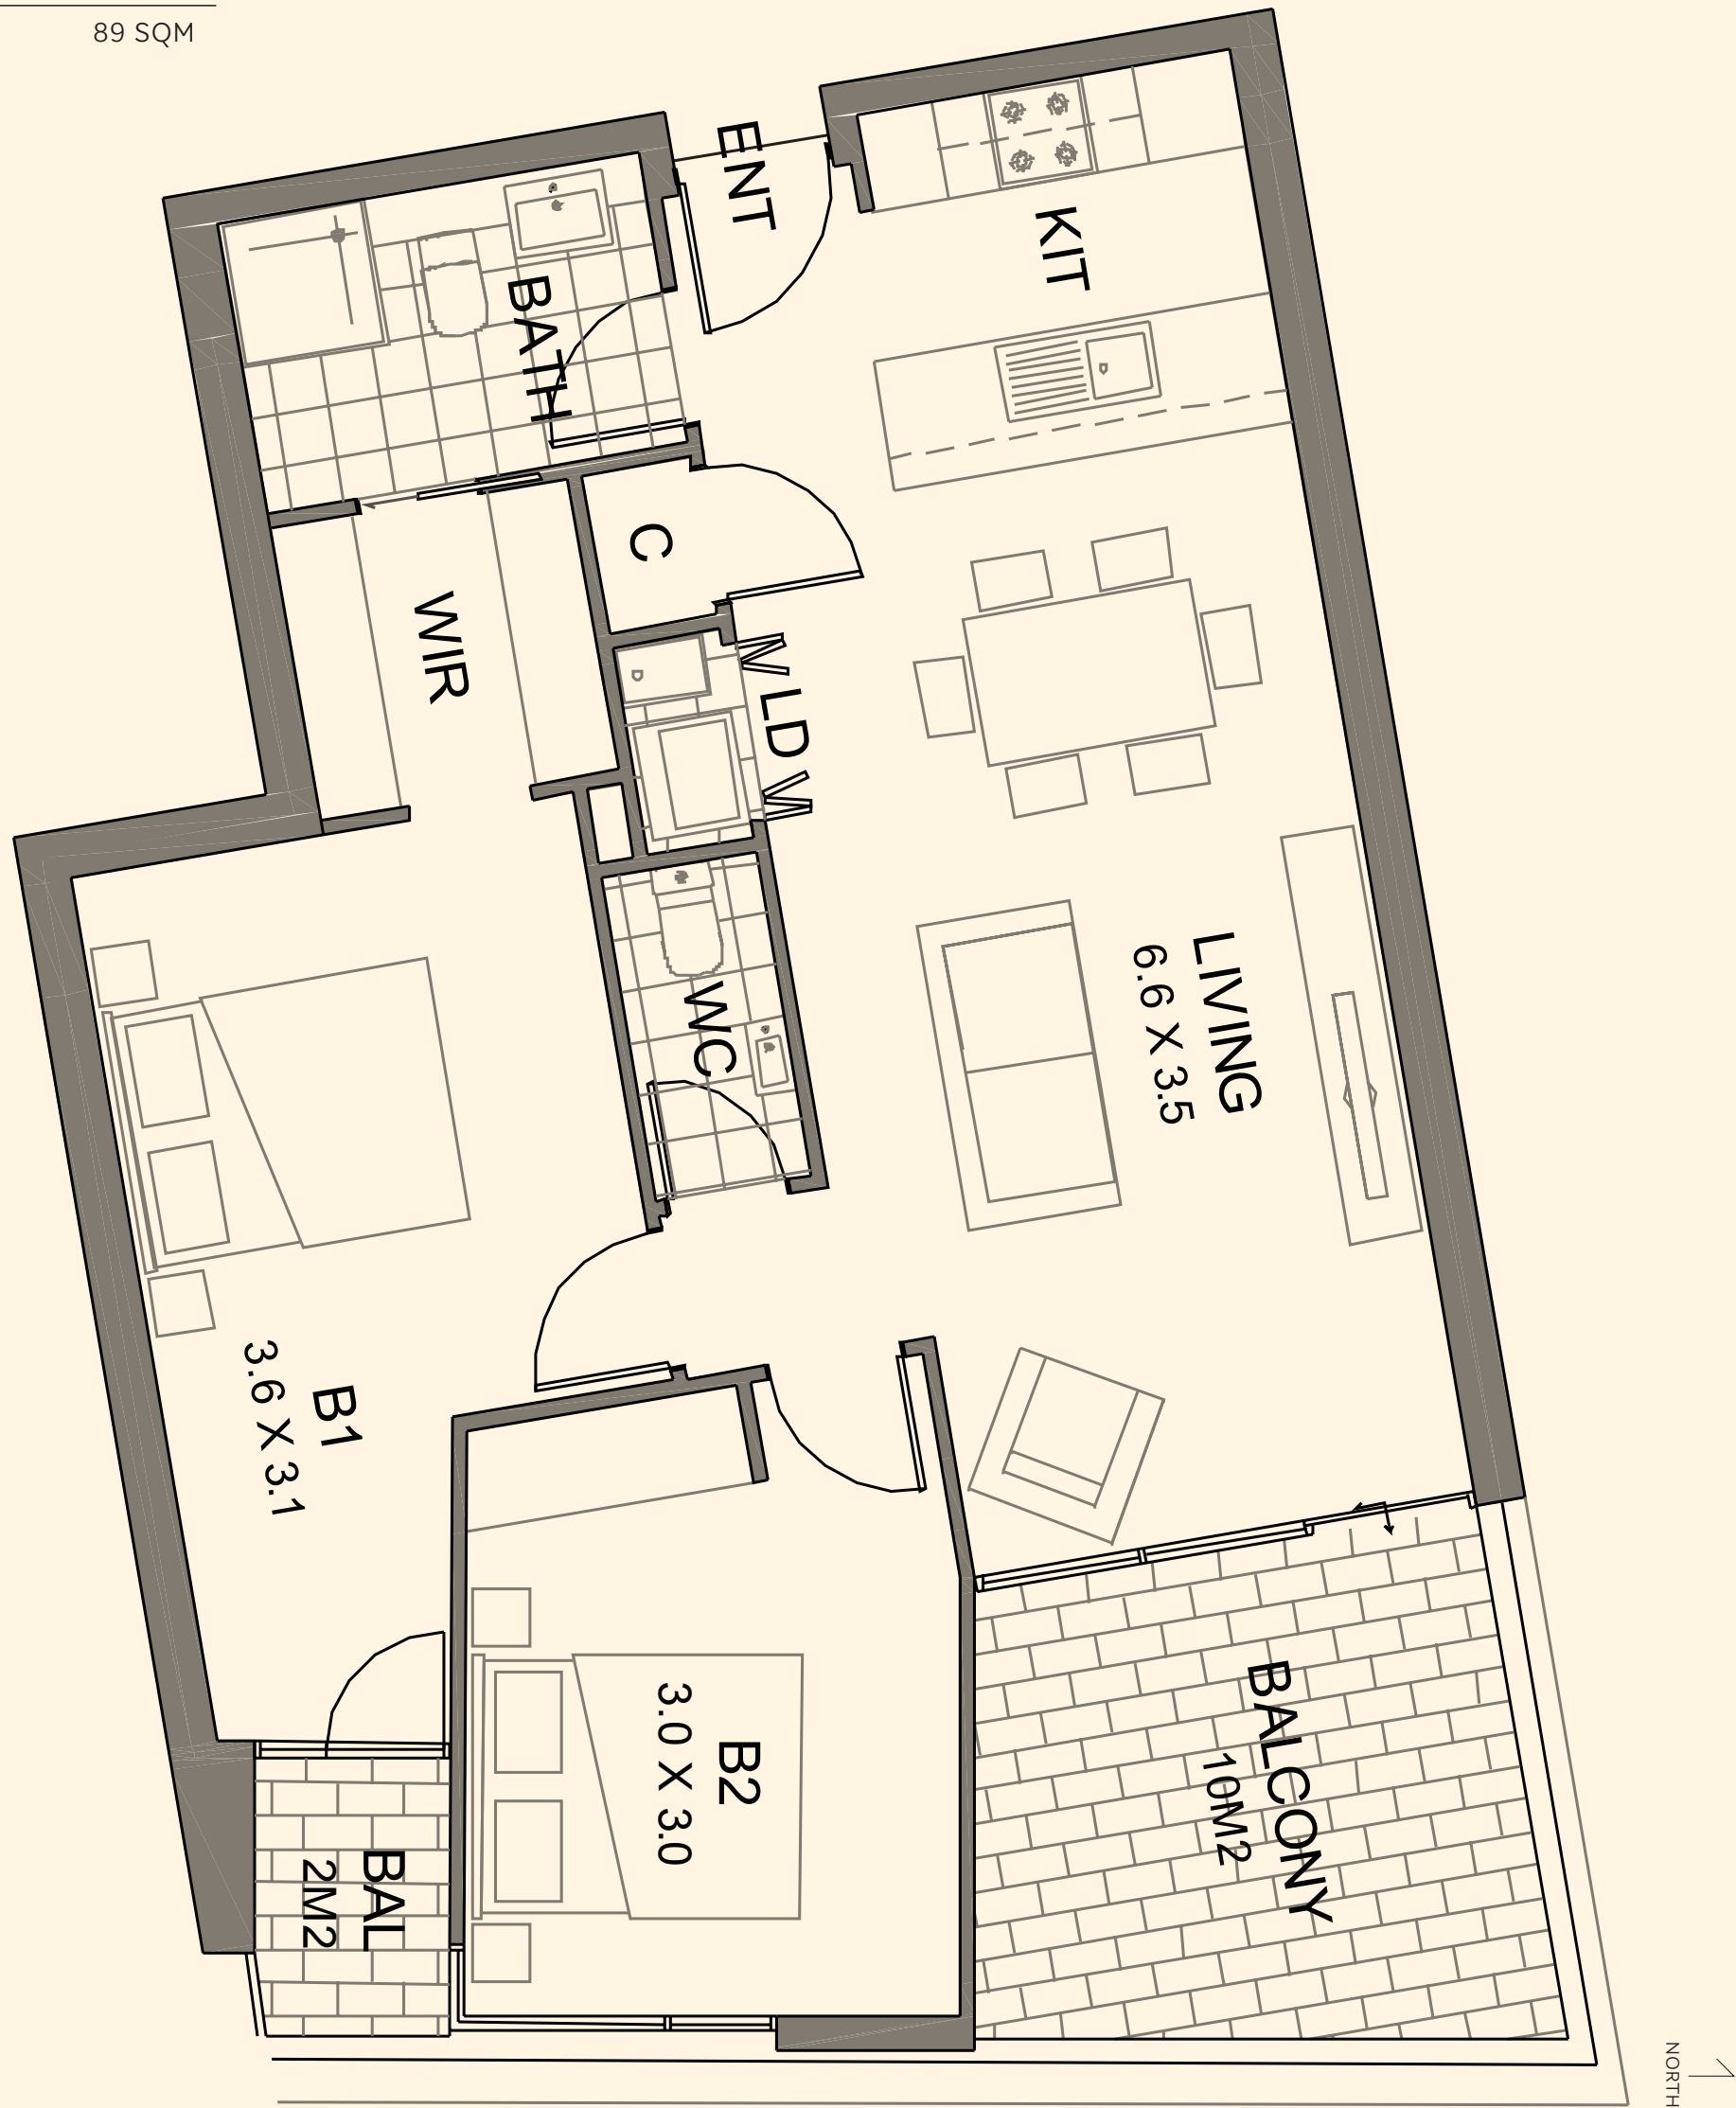 89 SQM
ENT
KIT
BATH
C
WIR
LD
WC
LIVING
6.6 X 3.5
B1
3.6 X 3.1
B2
3.0 X 3.0
BALCONY
10M2
BAL
2M2
NORTH